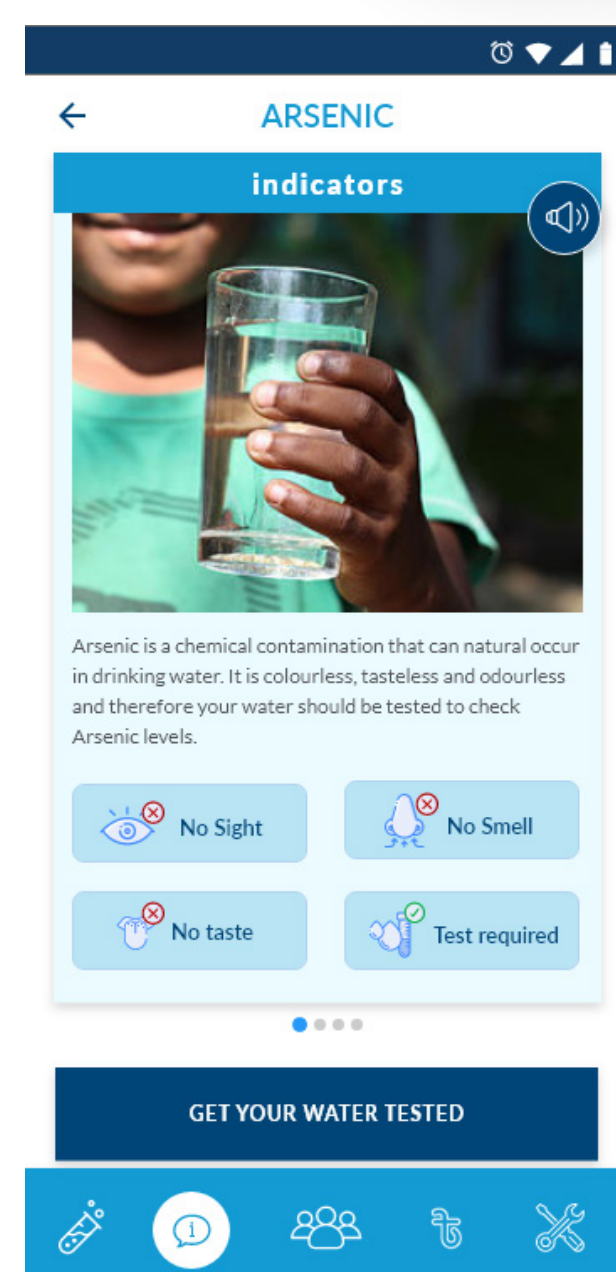 ARSENIC
indicators
Arsenic is a chemical contamination that can natural occur
in drinking water. It is colourless, tasteless and odourless
and therefore your water should be tested to check
Arsenic levels.
No Sight
No Smell
No taste
Test required
GET YOUR WATER TESTED
i
৳